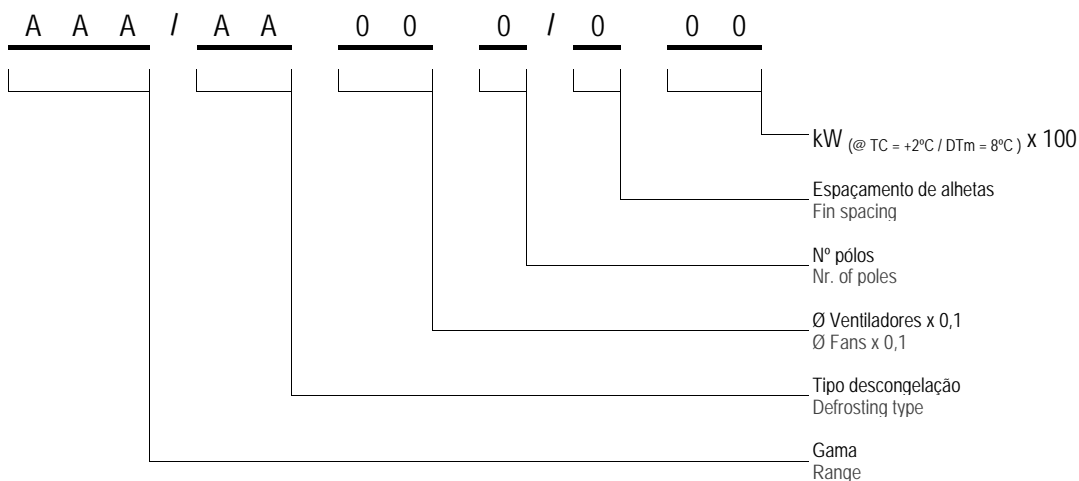 A A A / A A 0 0 0 / 0 0 0
kW (@ TC = +2ºC / DTm = 8ºC ) x 100
Espaçamento de alhetas
Fin spacing
Nº pólos
Nr. of poles
Ø Ventiladores x 0,1
Ø Fans x 0,1
Tipo descongelação
Defrosting type
Gama
Range